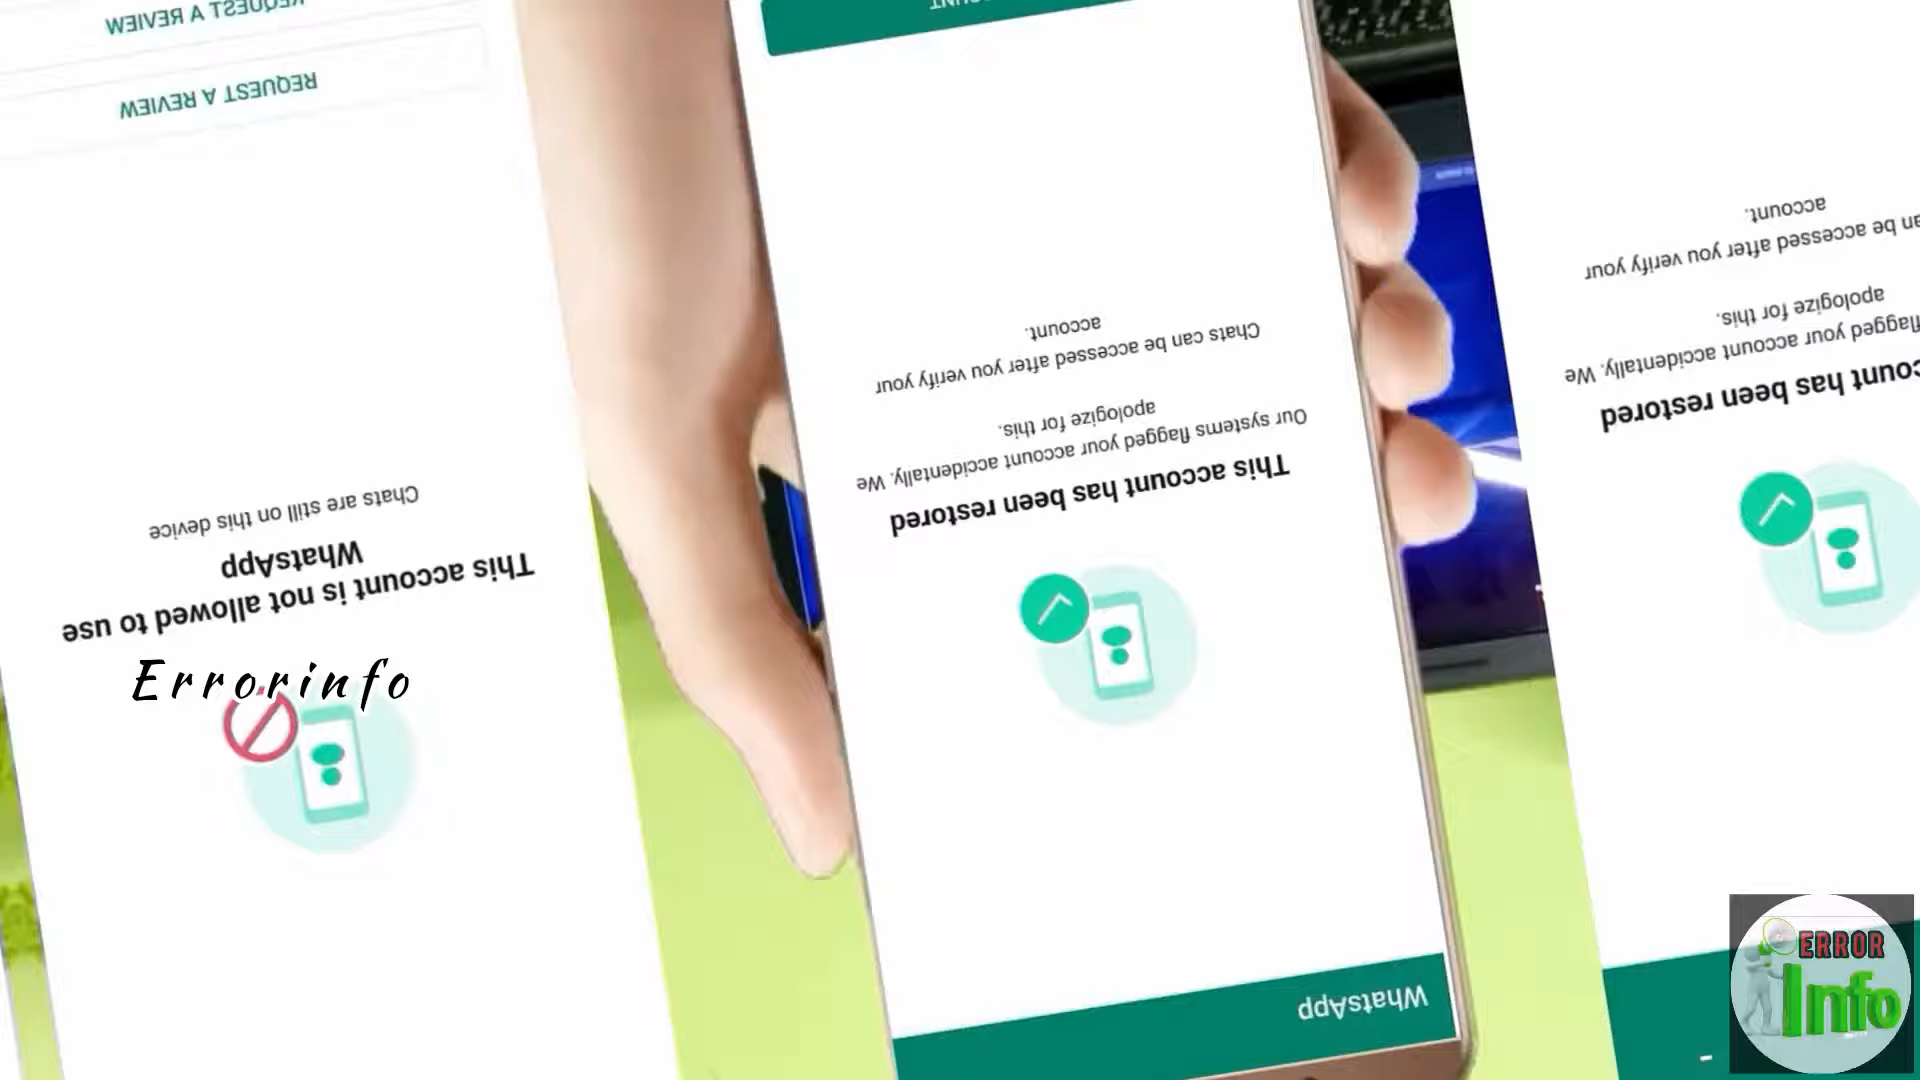 REQUEST A REVIEW
REQUEST A REVIEW
Chats are still on this device
This account is not allowed to use
WhatsApp
Errorinfo
WhatsApp
This account has been restored
Our systems flagged your account accidentally. We
apologize for this.
Chats can be accessed after you verify your
account.
count has been restored
flagged your account accidentally. We
apologize for this.
be accessed after you verify your
account.
ERROR
Info